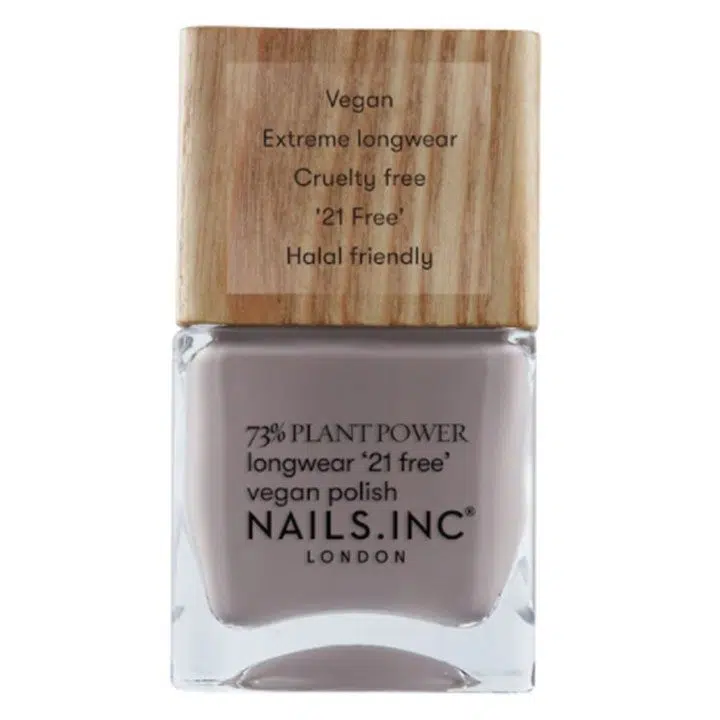 Vegan
Extreme longwear
Cruelty free
'21 Free'
Halal friendly
73% PLANT POWER
longwear ‘21 free’
vegan polish
NAILS.INC®
LONDON